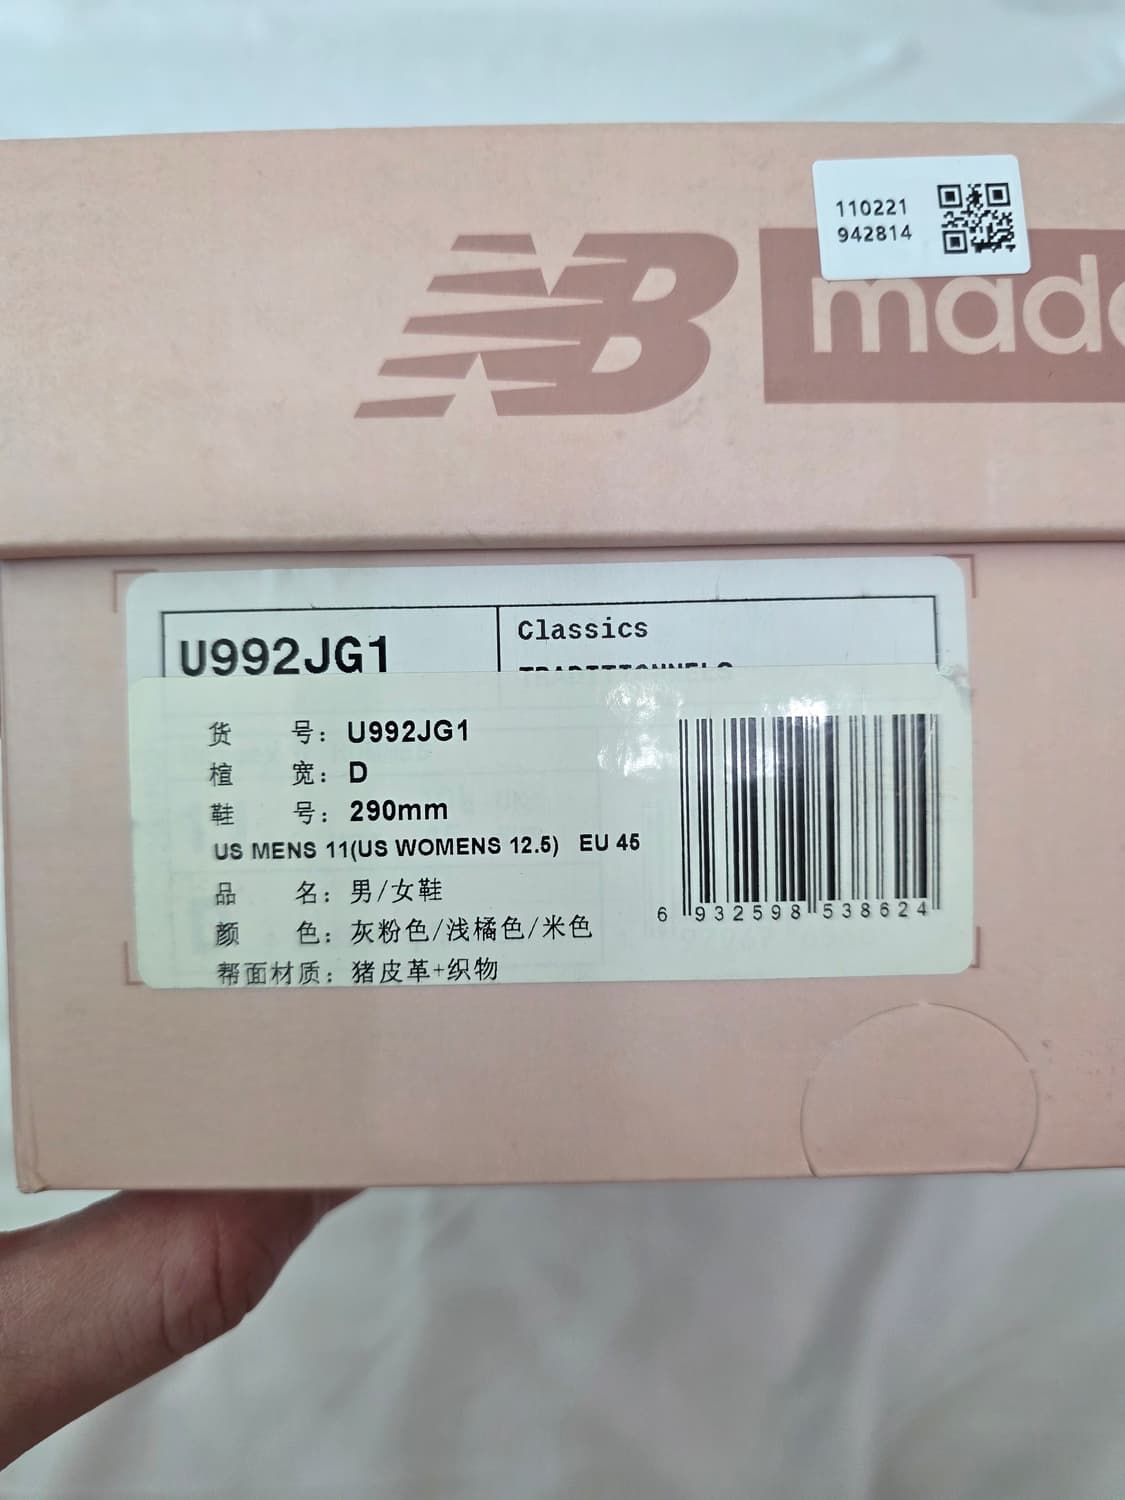 110221
942814
NB made
U992JG1
Classics
TRADITIONNELS
货 号: U992JG1
楦 宽: D
鞋 号: 290mm
US MENS 11(US WOMENS 12.5) EU 45
品 名: 男/女鞋
颜 色: 灰粉色/浅橘色/米色
帮面材质: 猪皮革+织物
6 932598 538624